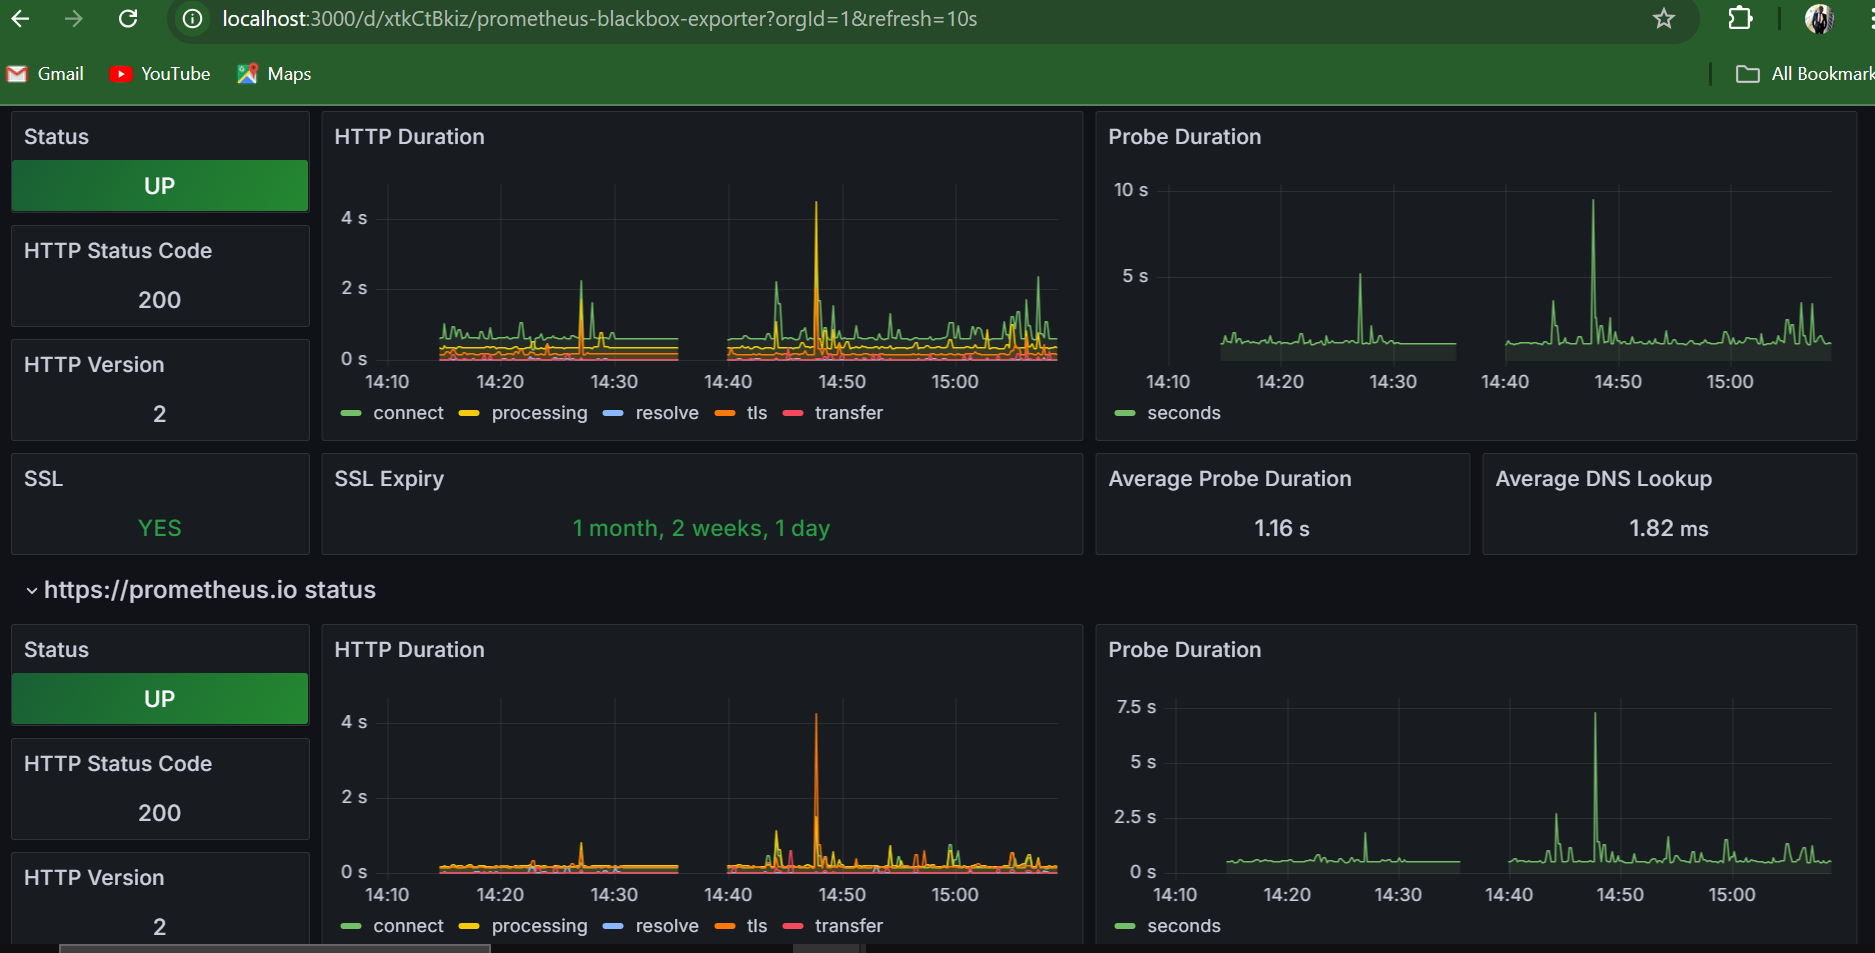 localhost:3000/d/xtkCtBkiz/prometheus-blackbox-exporter?orgId=1&refresh=10s
Gmail YouTube Maps All Bookmark
Status
UP
HTTP Status Code
200
HTTP Version
2
HTTP Duration
4 s
2 s
0 s
14:10 14:20 14:30 14:40 14:50 15:00
connect processing resolve tls transfer
Probe Duration
10 s
5 s
14:10 14:20 14:30 14:40 14:50 15:00
seconds
SSL
YES
SSL Expiry
1 month, 2 weeks, 1 day
Average Probe Duration
1.16 s
Average DNS Lookup
1.82 ms
https://prometheus.io status
Status
UP
HTTP Status Code
200
HTTP Version
2
HTTP Duration
4 s
2 s
0 s
14:10 14:20 14:30 14:40 14:50 15:00
connect processing resolve tls transfer
Probe Duration
7.5 s
5 s
2.5 s
0 s
14:10 14:20 14:30 14:40 14:50 15:00
seconds